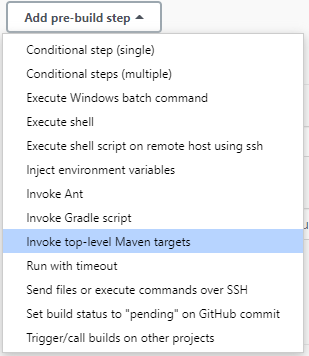 Add pre-build step
Conditional step (single)
Conditional steps (multiple)
Execute Windows batch command
Execute shell
Execute shell script on remote host using ssh
Inject environment variables
Invoke Ant
Invoke Gradle script
Invoke top-level Maven targets
Run with timeout
Send files or execute commands over SSH
Set build status to "pending" on GitHub commit
Trigger/call builds on other projects